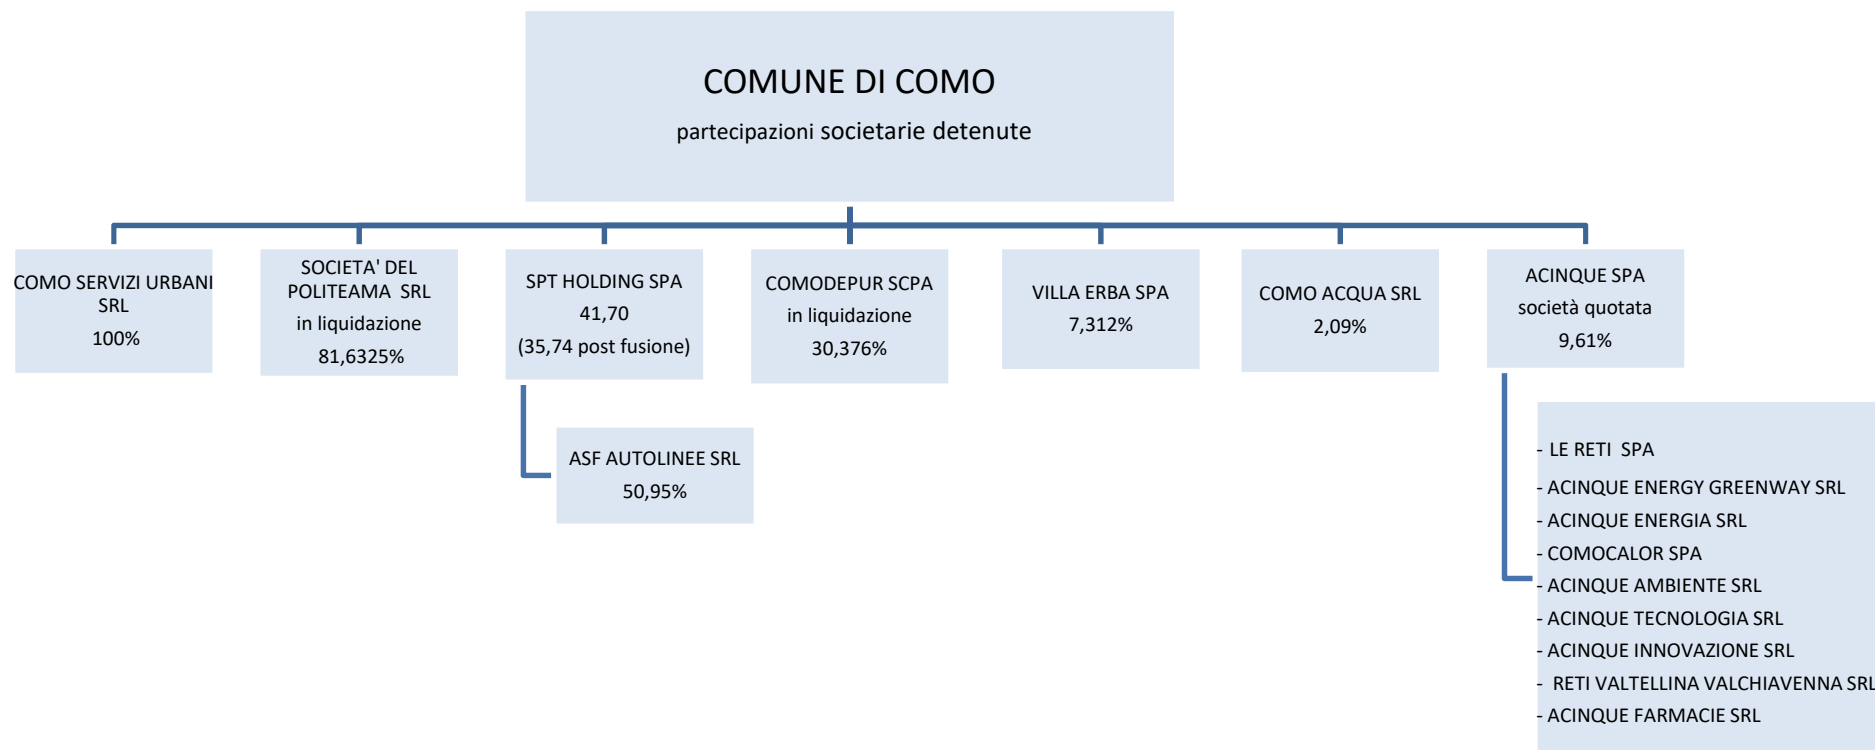 COMUNE DI COMO
partecipazioni societarie detenute
COMO SERVIZI URBANI
SRL
100%
SOCIETA' DEL
POLITEAMA SRL
in liquidazione
81,6325%
SPT HOLDING SPA
41,70
(35,74 post fusione)
COMODEPUR SCPA
in liquidazione
30,376%
VILLA ERBA SPA
7,312%
COMO ACQUA SRL
2,09%
ACINQUE SPA
società quotata
9,61%
ASF AUTOLINEE SRL
50,95%
- LE RETI SPA
- ACINQUE ENERGY GREENWAY SRL
- ACINQUE ENERGIA SRL
- COMOCALOR SPA
- ACINQUE AMBIENTE SRL
- ACINQUE TECNOLOGIA SRL
- ACINQUE INNOVAZIONE SRL
- RETI VALTELLINA VALCHIAVENNA SRL
- ACINQUE FARMACIE SRL